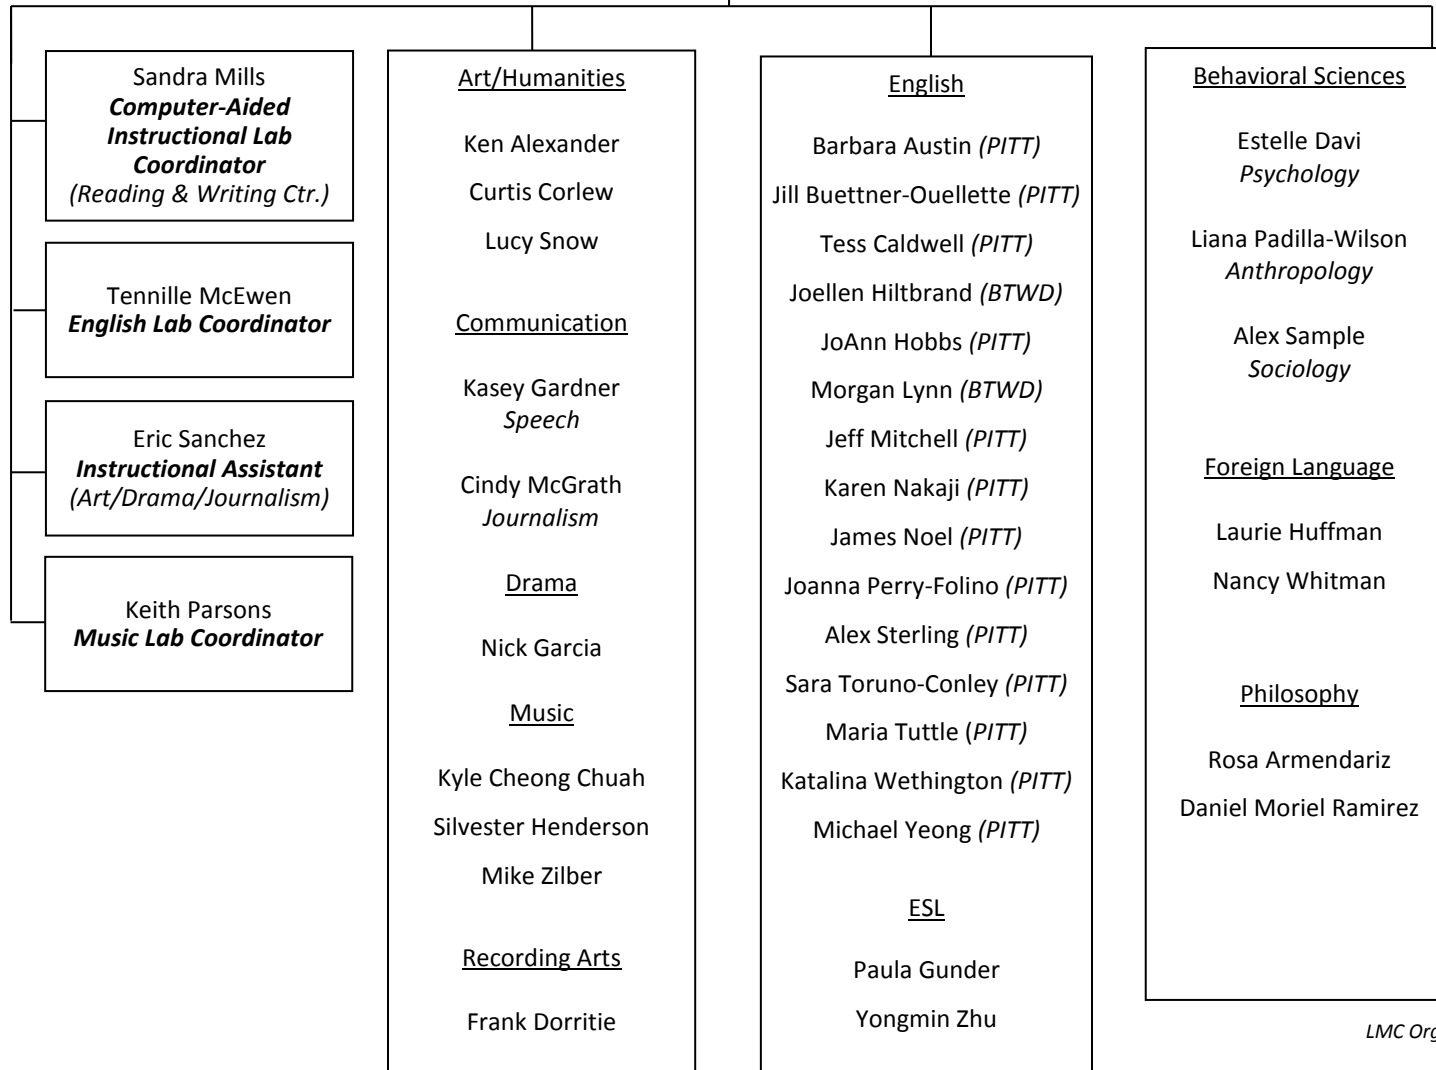 Sandra Mills
Computer-Aided
Instructional Lab
Coordinator
(Reading & Writing Ctr.)
Tennille McEwen
English Lab Coordinator
Eric Sanchez
Instructional Assistant
(Art/Drama/Journalism)
Keith Parsons
Music Lab Coordinator
Art/Humanities
Ken Alexander
Curtis Corlew
Lucy Snow
Communication
Kasey Gardner
Speech
Cindy McGrath
Journalism
Drama
Nick Garcia
Music
Kyle Cheong Chuah
Silvester Henderson
Mike Zilber
Recording Arts
Frank Dorritie
English
Barbara Austin (PITT)
Jill Buettner-Ouellette (PITT)
Tess Caldwell (PITT)
Joellen Hiltbrand (BTWD)
JoAnn Hobbs (PITT)
Morgan Lynn (BTWD)
Jeff Mitchell (PITT)
Karen Nakaji (PITT)
James Noel (PITT)
Joanna Perry-Folino (PITT)
Alex Sterling (PITT)
Sara Toruno-Conley (PITT)
Maria Tuttle (PITT)
Katalina Wethington (PITT)
Michael Yeong (PITT)
ESL
Paula Gunder
Yongmin Zhu
Behavioral Sciences
Estelle Davi
Psychology
Liana Padilla-Wilson
Anthropology
Alex Sample
Sociology
Foreign Language
Laurie Huffman
Nancy Whitman
Philosophy
Rosa Armendariz
Daniel Moriel Ramirez
LMC Org